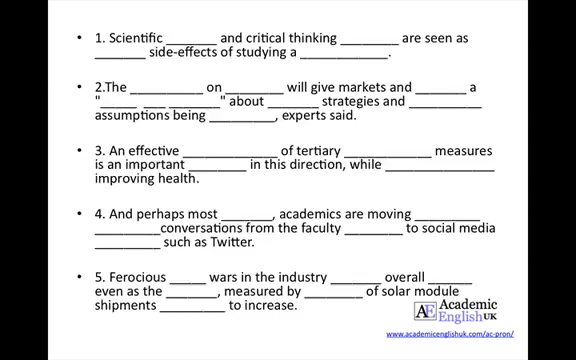 • 1. Scientific _______ and critical thinking ________ are seen as
_______ side-effects of studying a ____________.
• 2.The __________ on ________ will give markets and _______ a
"_____ ___ _______" about _______ strategies and __________
assumptions being _________, experts said.
• 3. An effective _____________ of tertiary ____________ measures
is an important ________ in this direction, while _______________
improving health.
• 4. And perhaps most _______, academics are moving _________
_________conversations from the faculty ________ to social media
_________ such as Twitter.
• 5. Ferocious _____ wars in the industry _______ overall ______
even as the _______, measured by ________ of solar module
shipments _________ to increase.
AE Academic
English UK
www.academicenglishuk.com/ac-pron/